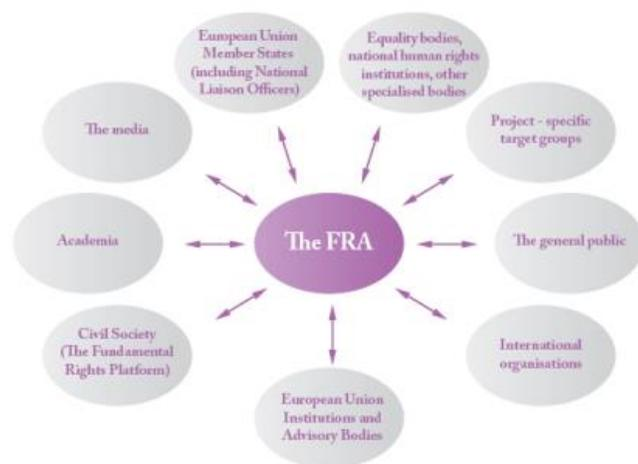 European Union
Member States
(including National
Liaison Officers)
Equality bodies,
national human rights
institutions, other
specialised bodies
The media
Project - specific
target groups
Academia
The FRA
The general public
Civil Society
(The Fundamental
Rights Platform)
International
organisations
European Union
Institutions and
Advisory Bodies